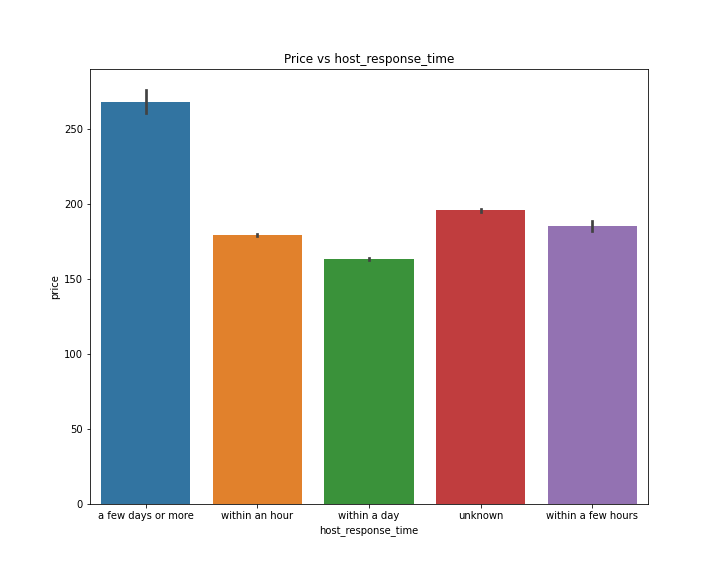 Price vs host_response_time
250
200
150
100
50
0
price
a few days or more
within an hour
within a day
unknown
within a few hours
host_response_time